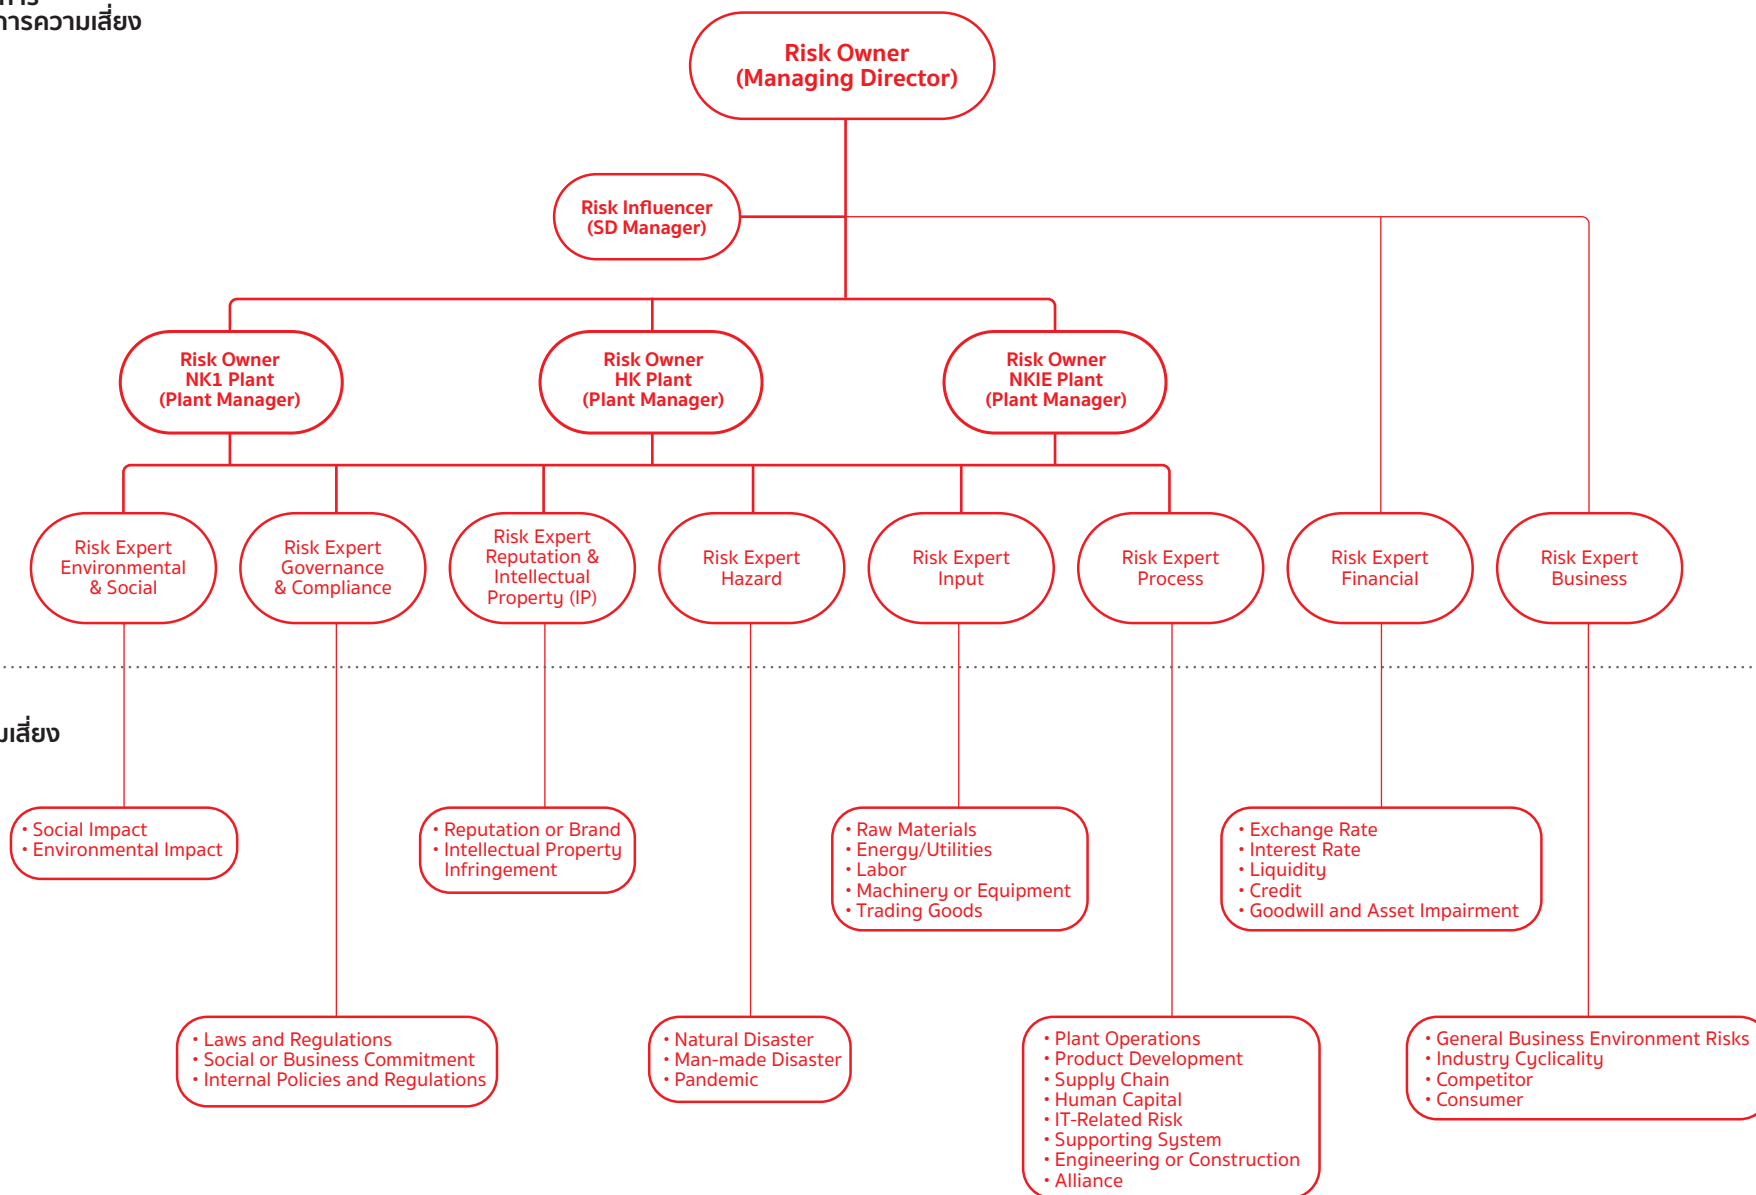 การความเสี่ยง
Risk Owner
(Managing Director)
Risk Influencer
(SD Manager)
Risk Owner
NK1 Plant
(Plant Manager)
Risk Owner
HK Plant
(Plant Manager)
Risk Owner
NKIE Plant
(Plant Manager)
Risk Expert
Environmental
& Social
Risk Expert
Governance
& Compliance
Risk Expert
Reputation &
Intellectual
Property (IP)
Risk Expert
Hazard
Risk Expert
Input
Risk Expert
Process
Risk Expert
Financial
Risk Expert
Business
มเสี่ยง
• Social Impact
• Environmental Impact
• Reputation or Brand
• Intellectual Property
Infringement
• Raw Materials
• Energy/Utilities
• Labor
• Machinery or Equipment
• Trading Goods
• Exchange Rate
• Interest Rate
• Liquidity
• Credit
• Goodwill and Asset Impairment
• Laws and Regulations
• Social or Business Commitment
• Internal Policies and Regulations
• Natural Disaster
• Man-made Disaster
• Pandemic
• Plant Operations
• Product Development
• Supply Chain
• Human Capital
• IT-Related Risk
• Supporting System
• Engineering or Construction
• Alliance
• General Business Environment Risks
• Industry Cyclicality
• Competitor
• Consumer